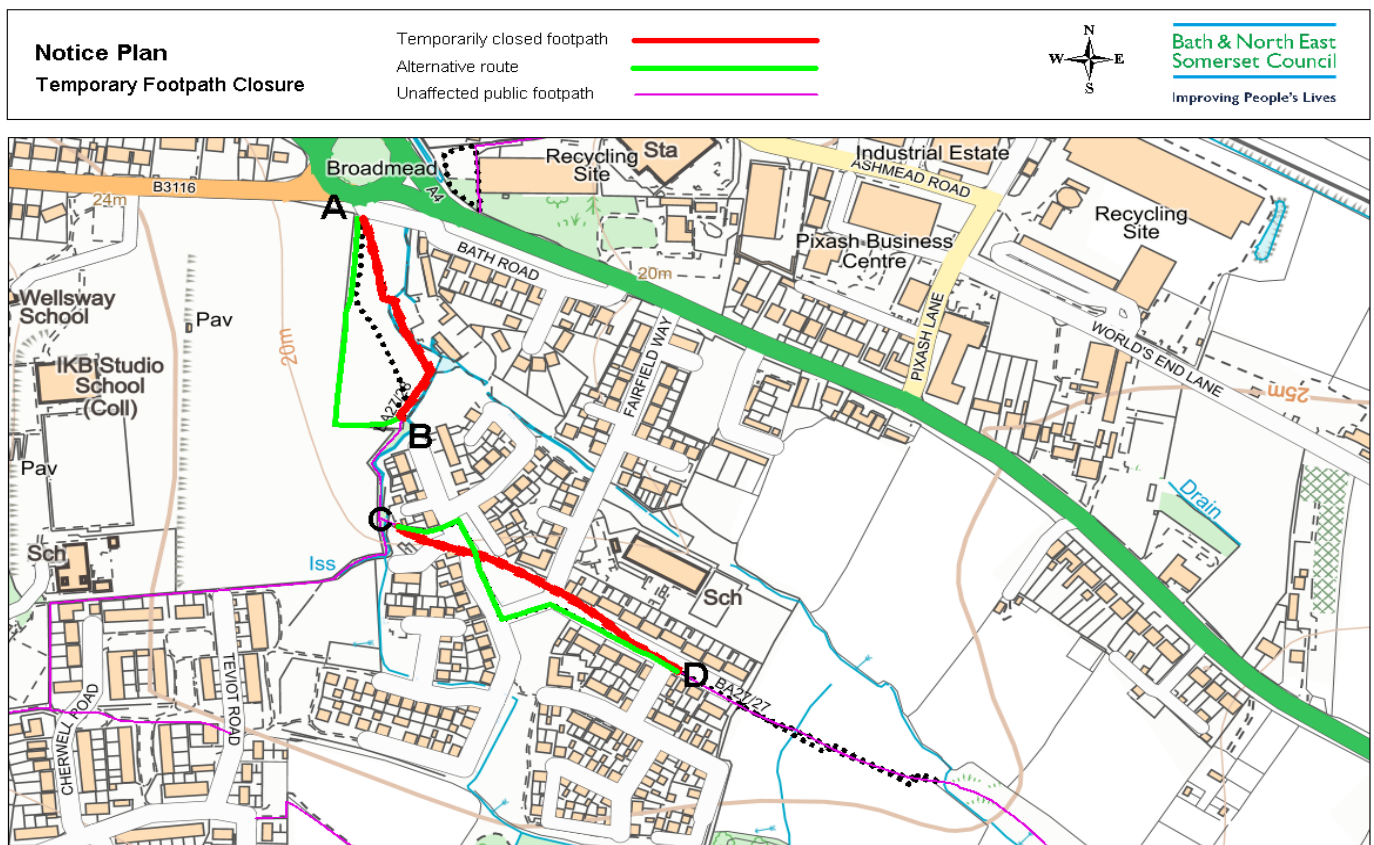 Notice Plan
Temporary Footpath Closure
Temporarily closed footpath
Alternative route
Unaffected public footpath
N
W E
S
Bath & North East
Somerset Council
Improving People's Lives
Broadmead
Recycling
Site
Sta
Industrial Estate
ASHMEAD ROAD
B3116
A4
24m
A
Recycling
Site
BATH ROAD
Pixash Business
Centre
20m
Wellsway
School
Pav
20m
PIXASH LANE
WORLD'S END LANE
IKB Studio
School
(Coll)
FAIRFIELD WAY
25m
B
Pav
Drain
C
Sch
Iss
Sch
D
BA27/27
TEVIOT ROAD
CHERWELL ROAD